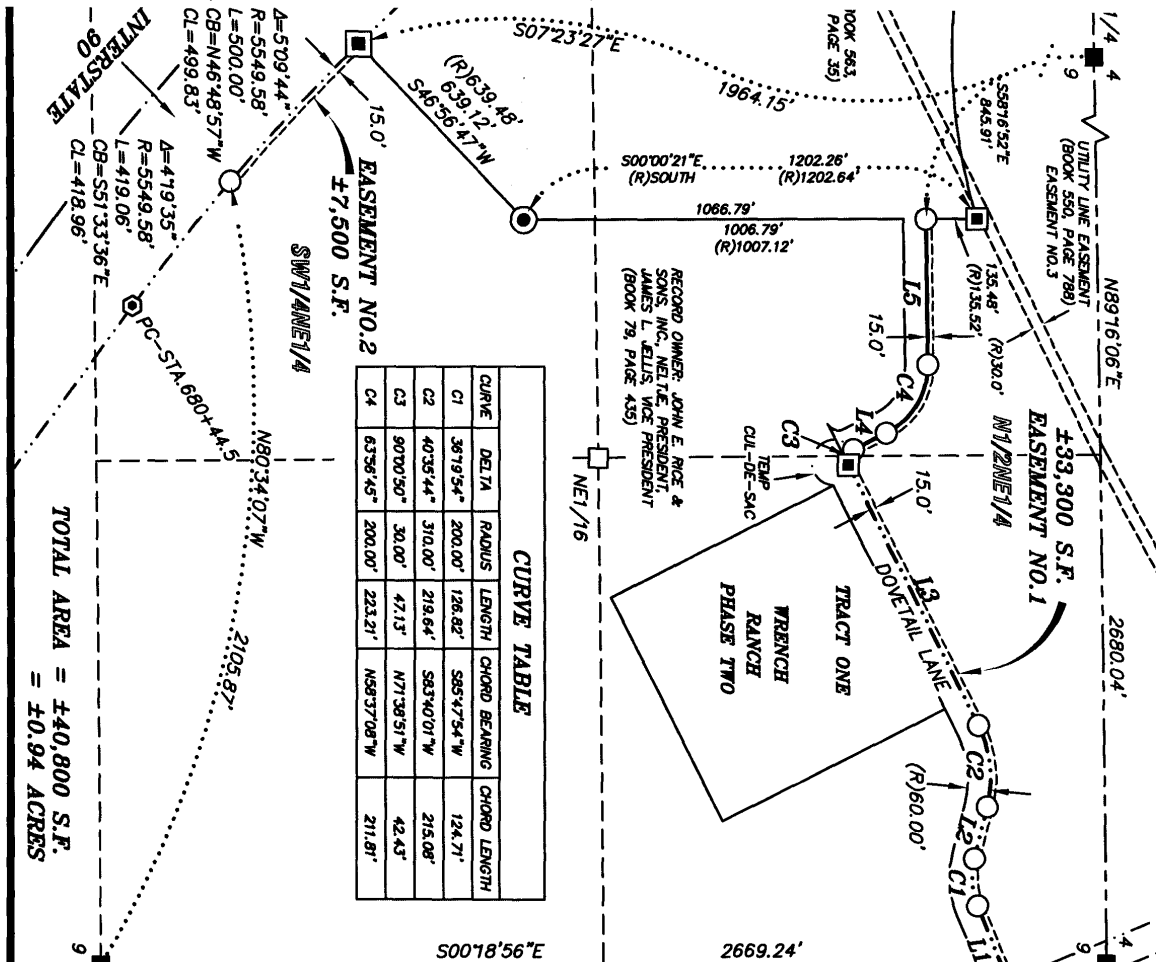 1/4
4
9
UTILITY LINE EASEMENT
(BOOK 550, PAGE 788)
EASEMENT NO.3
N89°16'06"E
2680.04'
4
9
S58°16'52"E
845.91'
BOOK 563,
PAGE 35)
S07°23'27"E
1964.15'
S00°00'21"E
(R)SOUTH
1202.26'
(R)1202.64'
1066.79'
1006.79'
(R)1007.12'
135.48'
(R)135.52'
(R)30.0'
L5
15.0'
C4
L4
C3
TEMP
CUL-DE-SAC
N1/2NE1/4
±33,300 S.F.
EASEMENT NO.1
15.0'
L3
DOVETAIL LANE
C2
(R)60.00'
L2
C1
L1
TRACT ONE
WRENCH
RANCH
PHASE TWO
RECORD OWNER: JOHN E. RICE &
SONS, INC., NELTJE, PRESIDENT,
JAMES L. JELLIS, VICE PRESIDENT
(BOOK 79, PAGE 435)
NE1/16
(R)639.48'
639.12'
S46°56'47"W
15.0'
EASEMENT NO.2
±7,500 S.F.
SW1/4NE1/4
Δ=5°09'44"
R=5549.58'
L=500.00'
CB=N46°48'57"W
CL=499.83'
INTERSTATE
90
Δ=4°19'35"
R=5549.58'
L=419.06'
CB=S51°33'36"E
CL=418.96'
PC-STA.680+44.5
N80°34'07"W
2105.87'
CURVE TABLE
CURVE DELTA RADIUS LENGTH CHORD BEARING CHORD LENGTH
C1 36°19'54" 200.00' 126.82' S85°47'54"W 124.71'
C2 40°35'44" 310.00' 219.64' S83°40'01"W 215.08'
C3 90°00'50" 30.00' 47.13' N71°38'51"W 42.43'
C4 63°56'45" 200.00' 223.21' N58°37'08"W 211.81'
S00°18'56"E
2669.24'
TOTAL AREA = ±40,800 S.F.
= ±0.94 ACRES
9